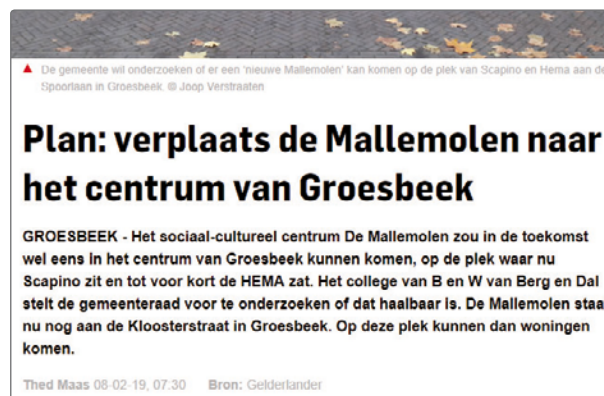 ▲ De gemeente wil onderzoeken of er een 'nieuwe Mallemolen' kan komen op de plek van Scapino en Hema aan de
Spoorlaan in Groesbeek. © Joop Verstraaten
Plan: verplaats de Mallemolen naar
het centrum van Groesbeek
GROESBEEK - Het sociaal-cultureel centrum De Mallemolen zou in de toekomst
wel eens in het centrum van Groesbeek kunnen komen, op de plek waar nu
Scapino zit en tot voor kort de HEMA zat. Het college van B en W van Berg en Dal
stelt de gemeenteraad voor te onderzoeken of dat haalbaar is. De Mallemolen staa
nu nog aan de Kloosterstraat in Groesbeek. Op deze plek kunnen dan woningen
komen.
Thed Maas 08-02-19, 07:30 Bron: Gelderlander